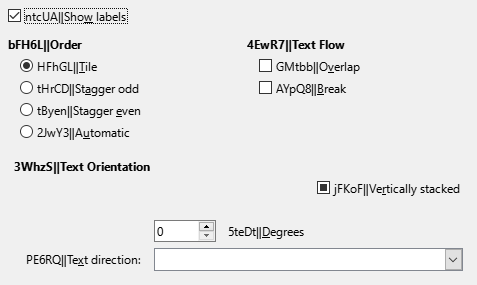 ntcUA||Show labels
bFH6L||Order
4EwR7||Text Flow
HFhGL||Tile
GMtbb||Overlap
tHrCD||Stagger odd
AYpQ8||Break
tByen||Stagger even
2JwY3||Automatic
3WhzS||Text Orientation
jFKoF||Vertically stacked
0
5teDt||Degrees
PE6RQ||Text direction: